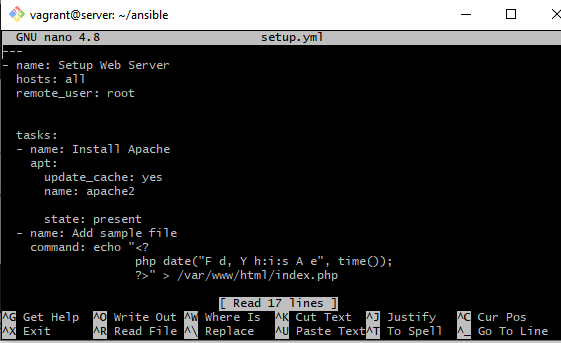 vagrant@server: ~/ansible
GNU nano 4.8 setup.yml
---
- name: Setup Web Server
  hosts: all
  remote_user: root
  tasks:
  - name: Install Apache
    apt:
      update_cache: yes
      name: apache2
      state: present
  - name: Add sample file
    command: echo "<?
                   php date("F d, Y h:i:s A e", time());
                   ?>" > /var/www/html/index.php
[ Read 17 lines ]
^G Get Help ^O Write Out ^W Where Is ^K Cut Text ^J Justify ^C Cur Pos
^X Exit ^R Read File ^\ Replace ^U Paste Text ^T To Spell ^_ Go To Line